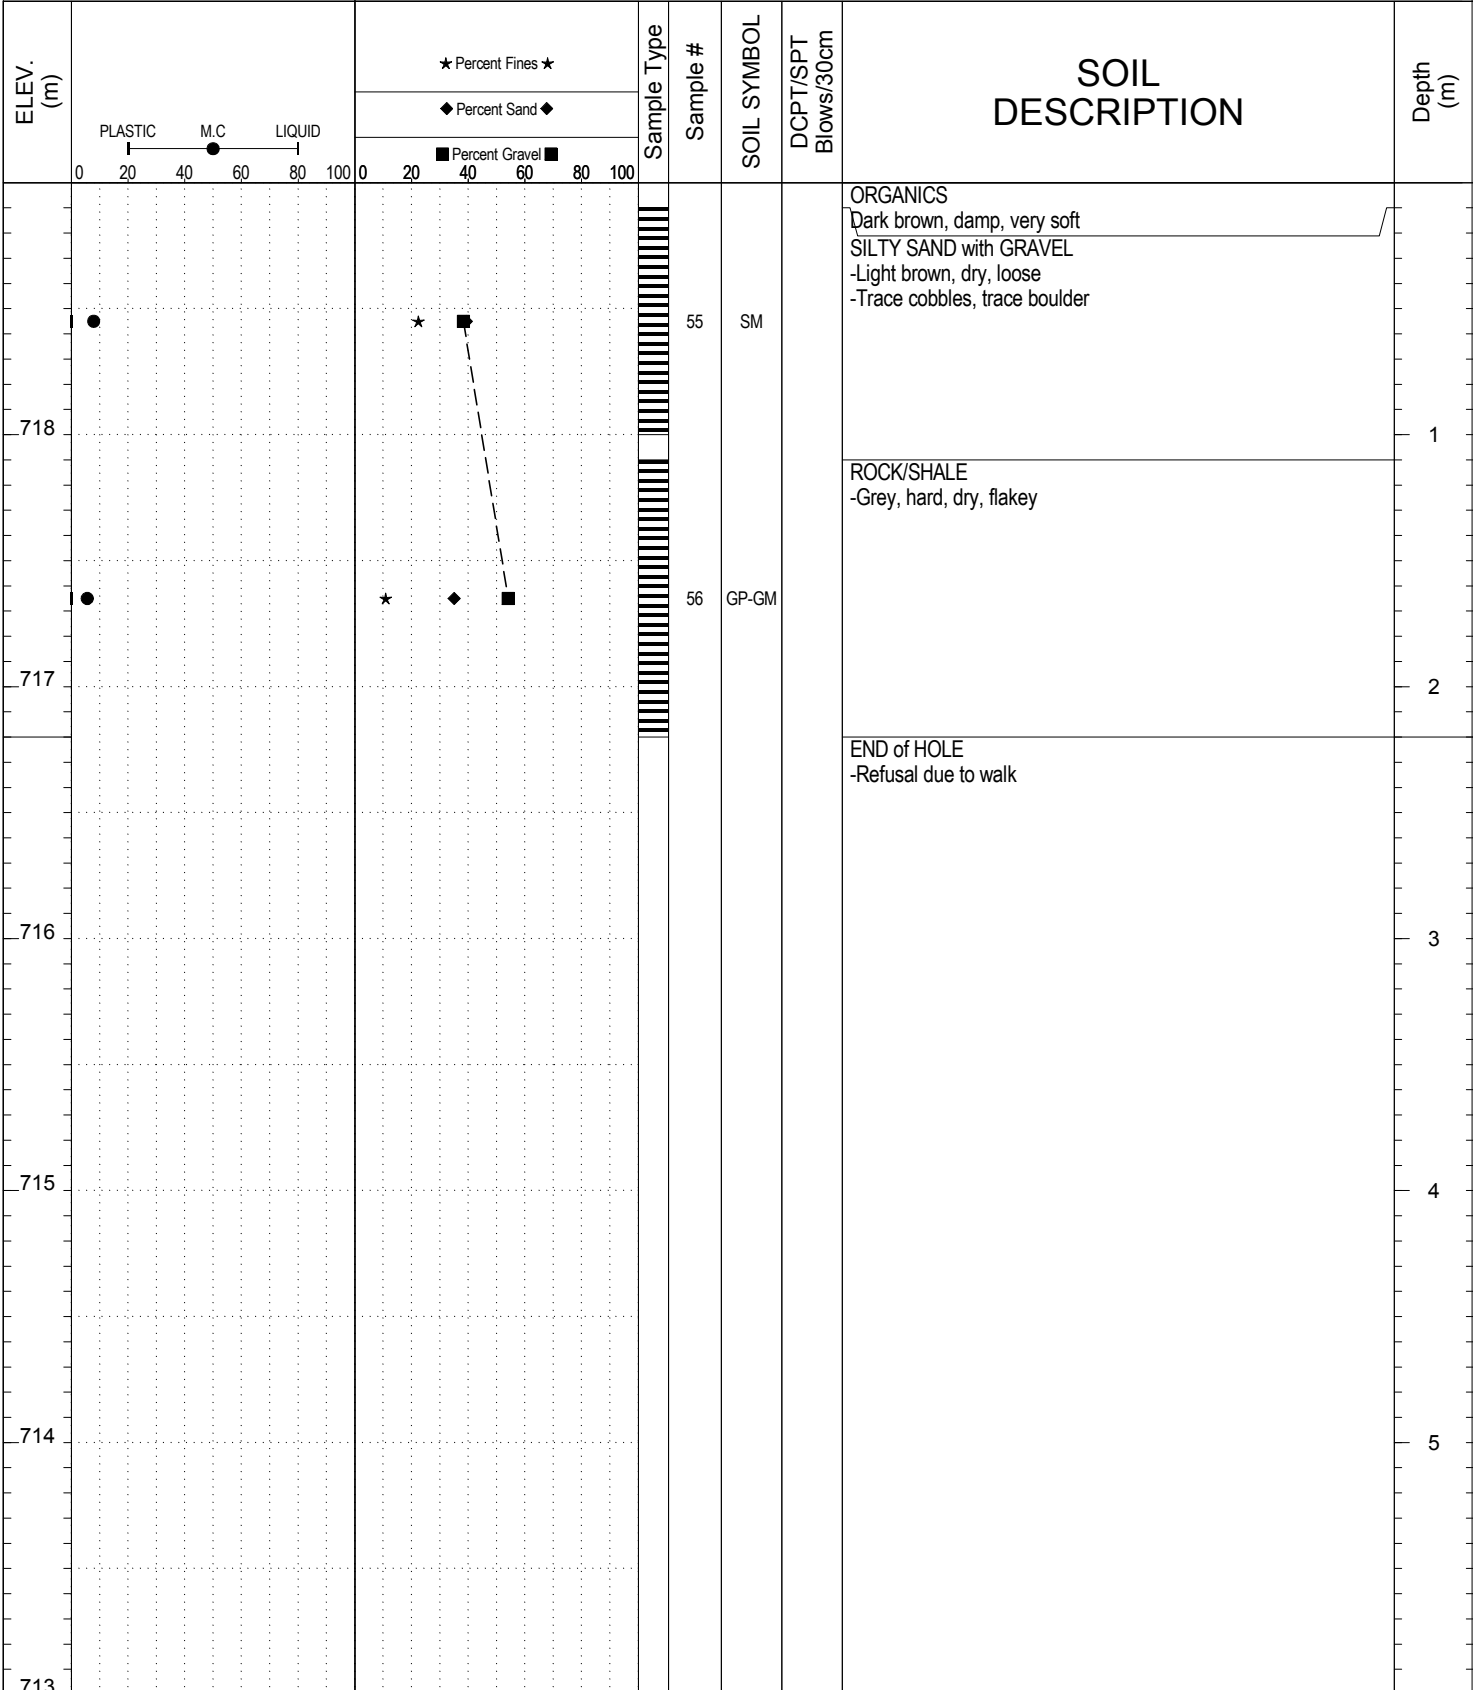 ELEV.
(m)
PLASTIC M.C LIQUID
0 20 40 60 80 100
★ Percent Fines ★
◆ Percent Sand ◆
■ Percent Gravel ■
0 20 40 60 80 100
Sample Type
Sample #
SOIL SYMBOL
DCPT/SPT
Blows/30cm
SOIL
DESCRIPTION
Depth
(m)
ORGANICS
Dark brown, damp, very soft
SILTY SAND with GRAVEL
-Light brown, dry, loose
-Trace cobbles, trace boulder
55 SM
718 1
ROCK/SHALE
-Grey, hard, dry, flakey
56 GP-GM
717 2
END of HOLE
-Refusal due to walk
716 3
715 4
714 5
713